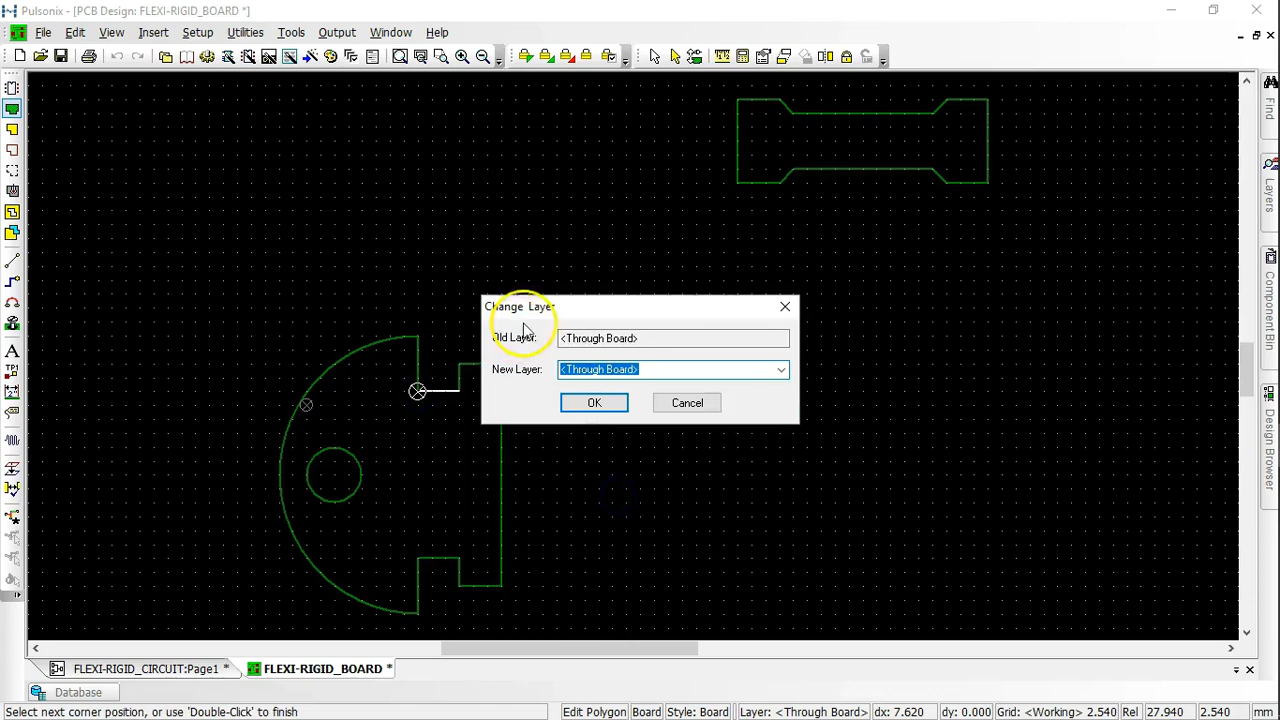 Pulsonix - [PCB Design: FLEXI-RIGID_BOARD *]
File Edit View Insert Setup Utilities Tools Output Window Help
Find
Layers
Component Bin
Design Browser
Change Layer
Old Layer: <Through Board>
New Layer: <Through Board>
OK Cancel
A
TP1
FLEXI-RIGID_CIRCUIT:Page1 * FLEXI-RIGID_BOARD *
Database
Select next corner position, or use 'Double-Click' to finish Edit Polygon Board Style: Board Layer: <Through Board> dx: 7.620 dy: 0.000 Grid: <Working> 2.540 Rel 27.940 2.540 mm